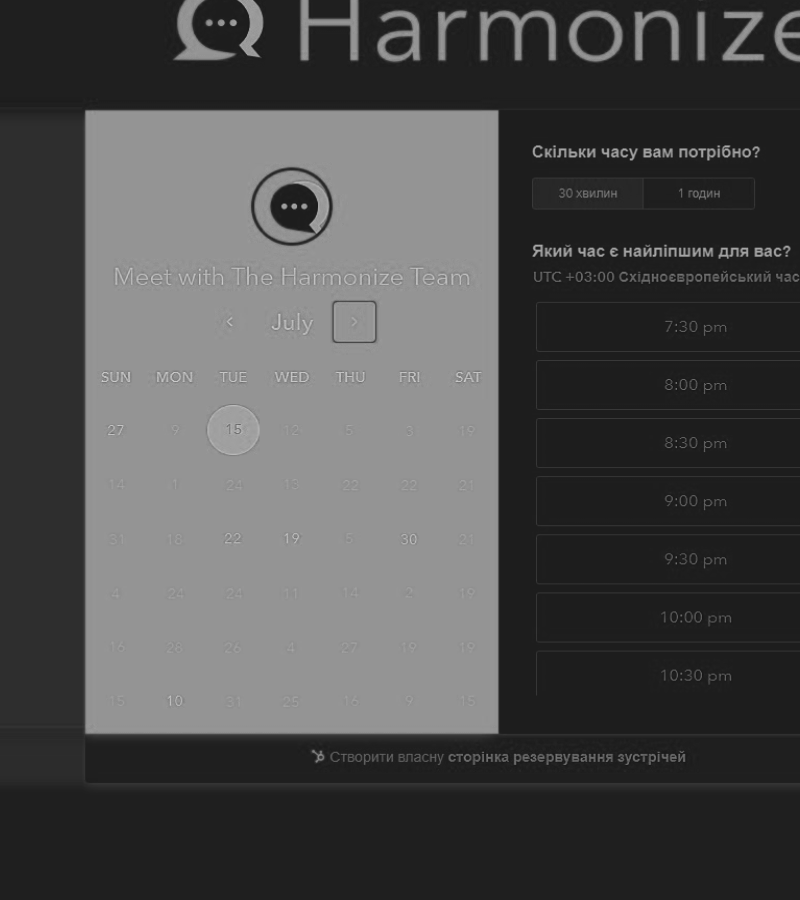 Harmonize
Meet with The Harmonize Team
< July >
SUN MON TUE WED THU FRI SAT
27 9 15 12 5 3 19
14 1 24 13 22 22 21
31 18 22 19 5 30 21
4 24 24 11 14 2 19
16 28 26 4 27 19 19
15 10 31 25 16 9 15
Скільки часу вам потрібно?
30 хвилин 1 годин
Який час є найліпшим для вас?
UTC +03:00 Східноєвропейський час
7:30 pm
8:00 pm
8:30 pm
9:00 pm
9:30 pm
10:00 pm
10:30 pm
Створити власну сторінка резервування зустрічей